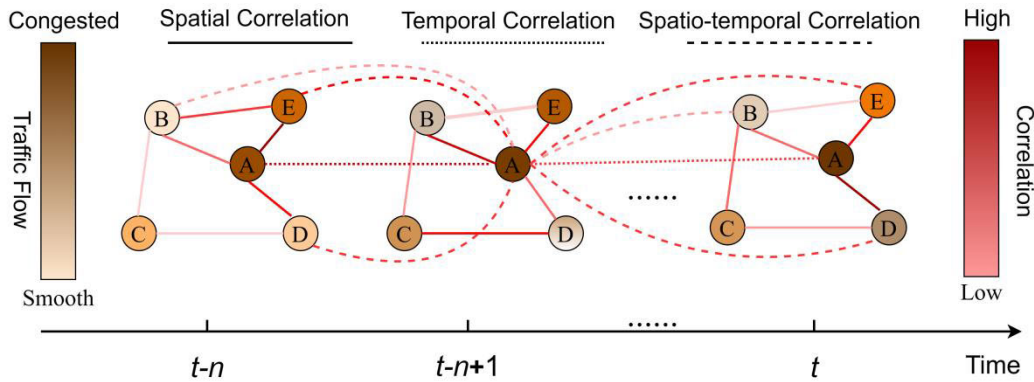 Congested
Spatial Correlation
Temporal Correlation
Spatio-temporal Correlation
High
Traffic Flow
Smooth
B
E
A
C
D
B
E
A
C
D
......
B
E
A
C
D
Correlation
Low
......
t-n
t-n+1
t
Time